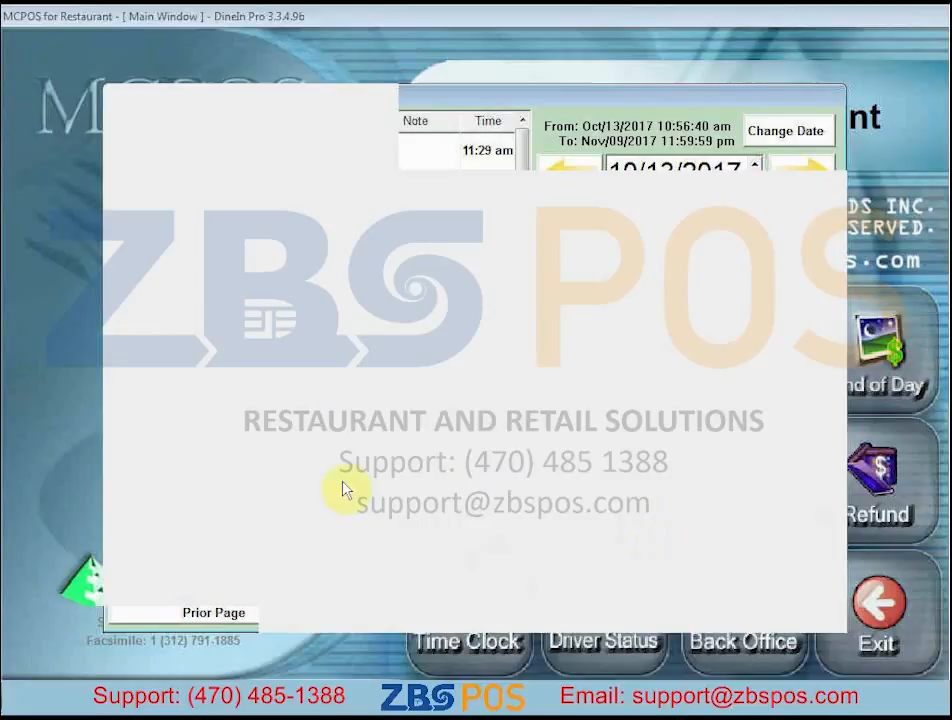 MCPOS for Restaurant - [ Main Window ] - DineIn Pro 3.3.4.9b
MCPOS
nt
Note Time
11:29 am
From: Oct/13/2017 10:56:40 am
To: Nov/09/2017 11:59:59 pm
Change Date
10/13/2017
DS INC.
SERVED.
s.com
ZBS POS
RESTAURANT AND RETAIL SOLUTIONS
Support: (470) 485 1388
support@zbspos.com
nd of Day
Refund
Exit
Prior Page
Facsimile: 1 (312) 791-1885
Time Clock
Driver Status
Back Office
Support: (470) 485-1388
ZBS POS
Email: support@zbspos.com